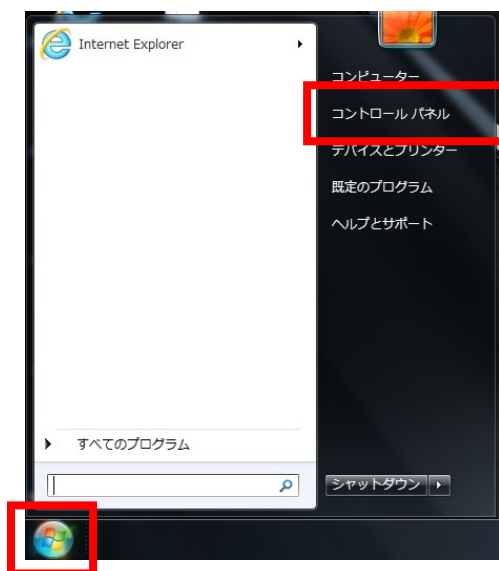 Internet Explorer
コンピューター
コントロール パネル
デバイスとプリンター
既定のプログラム
ヘルプとサポート
すべてのプログラム
シャットダウン